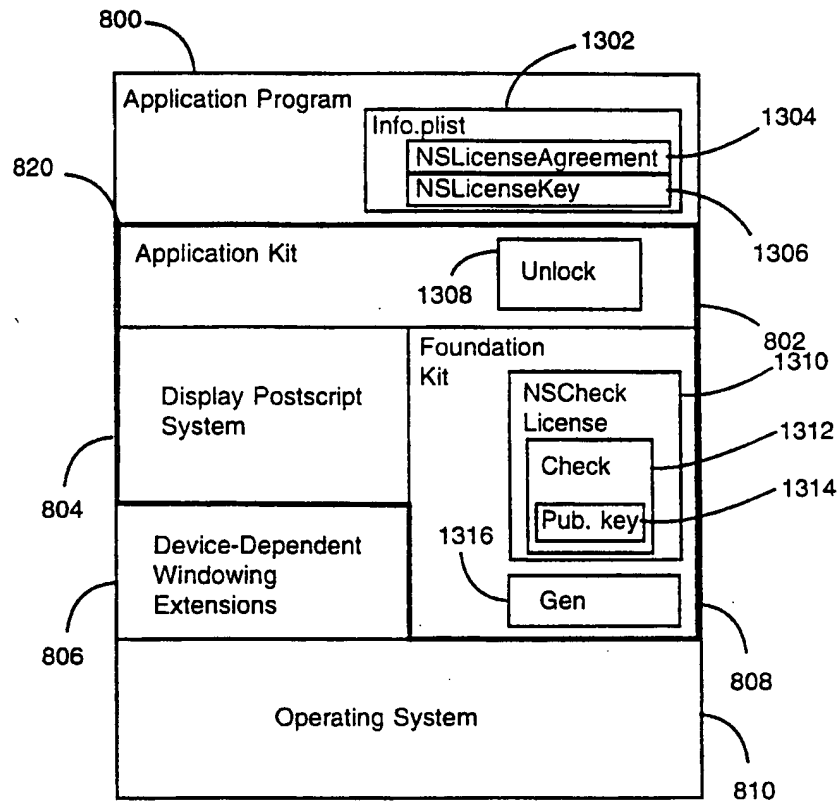 800
1302
Application Program
Info.plist
1304
NSLicenseAgreement
820
NSLicenseKey
1306
Application Kit
Unlock
1308
802
Foundation
Kit
1310
NSCheck
License
Display Postscript
System
1312
Check
1314
804
Pub. key
1316
Device-Dependent
Windowing
Extensions
Gen
806
808
Operating System
810